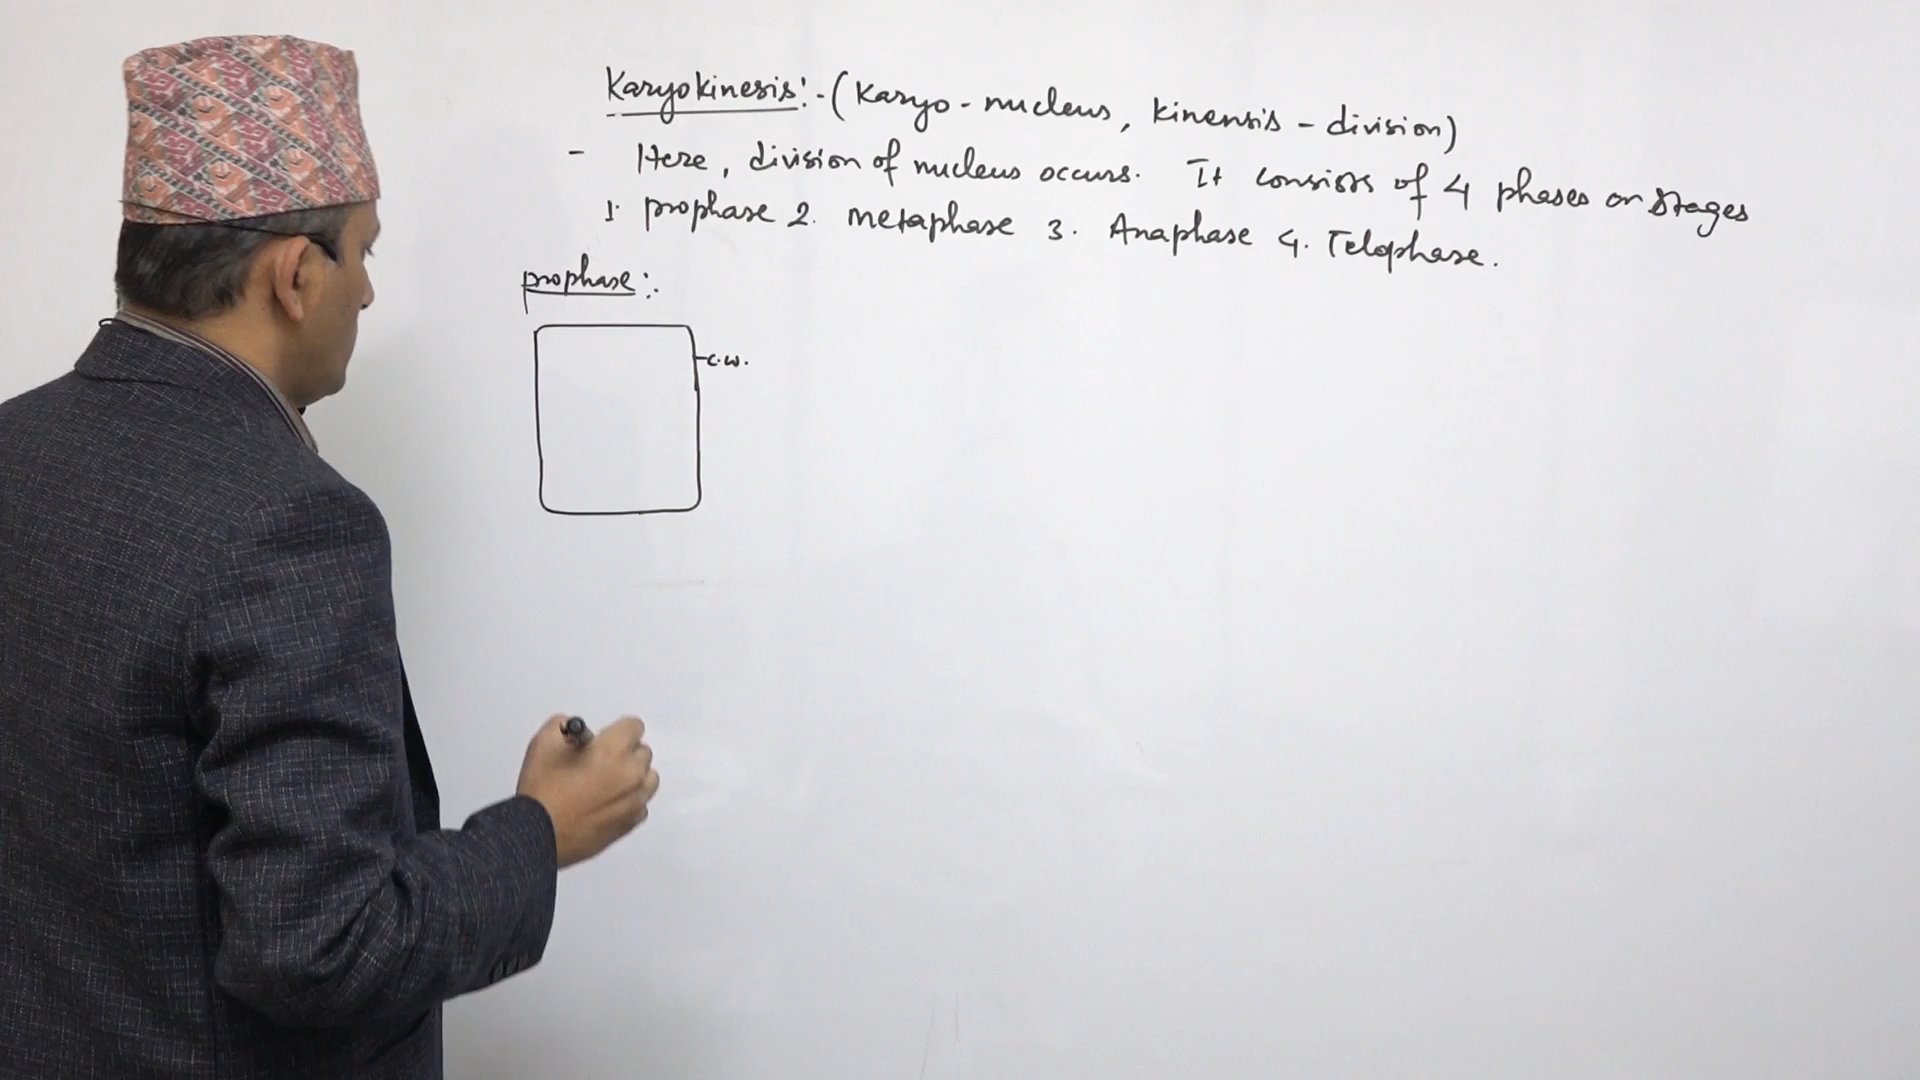 Karyokinesis:- (Karyo - nucleus, kinensis - division)
- Here, division of nucleus occurs. It consists of 4 phases or stages
1. prophase 2. metaphase 3. Anaphase 4. Telophase.
prophase:
c.w.